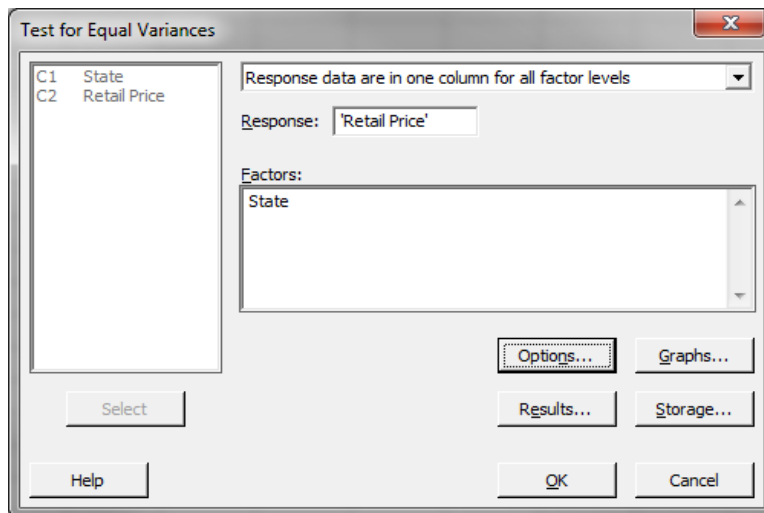 Test for Equal Variances
C1 State
C2 Retail Price
Response data are in one column for all factor levels
Response: 'Retail Price'
Factors:
State
Options... Graphs...
Select Results... Storage...
Help OK Cancel